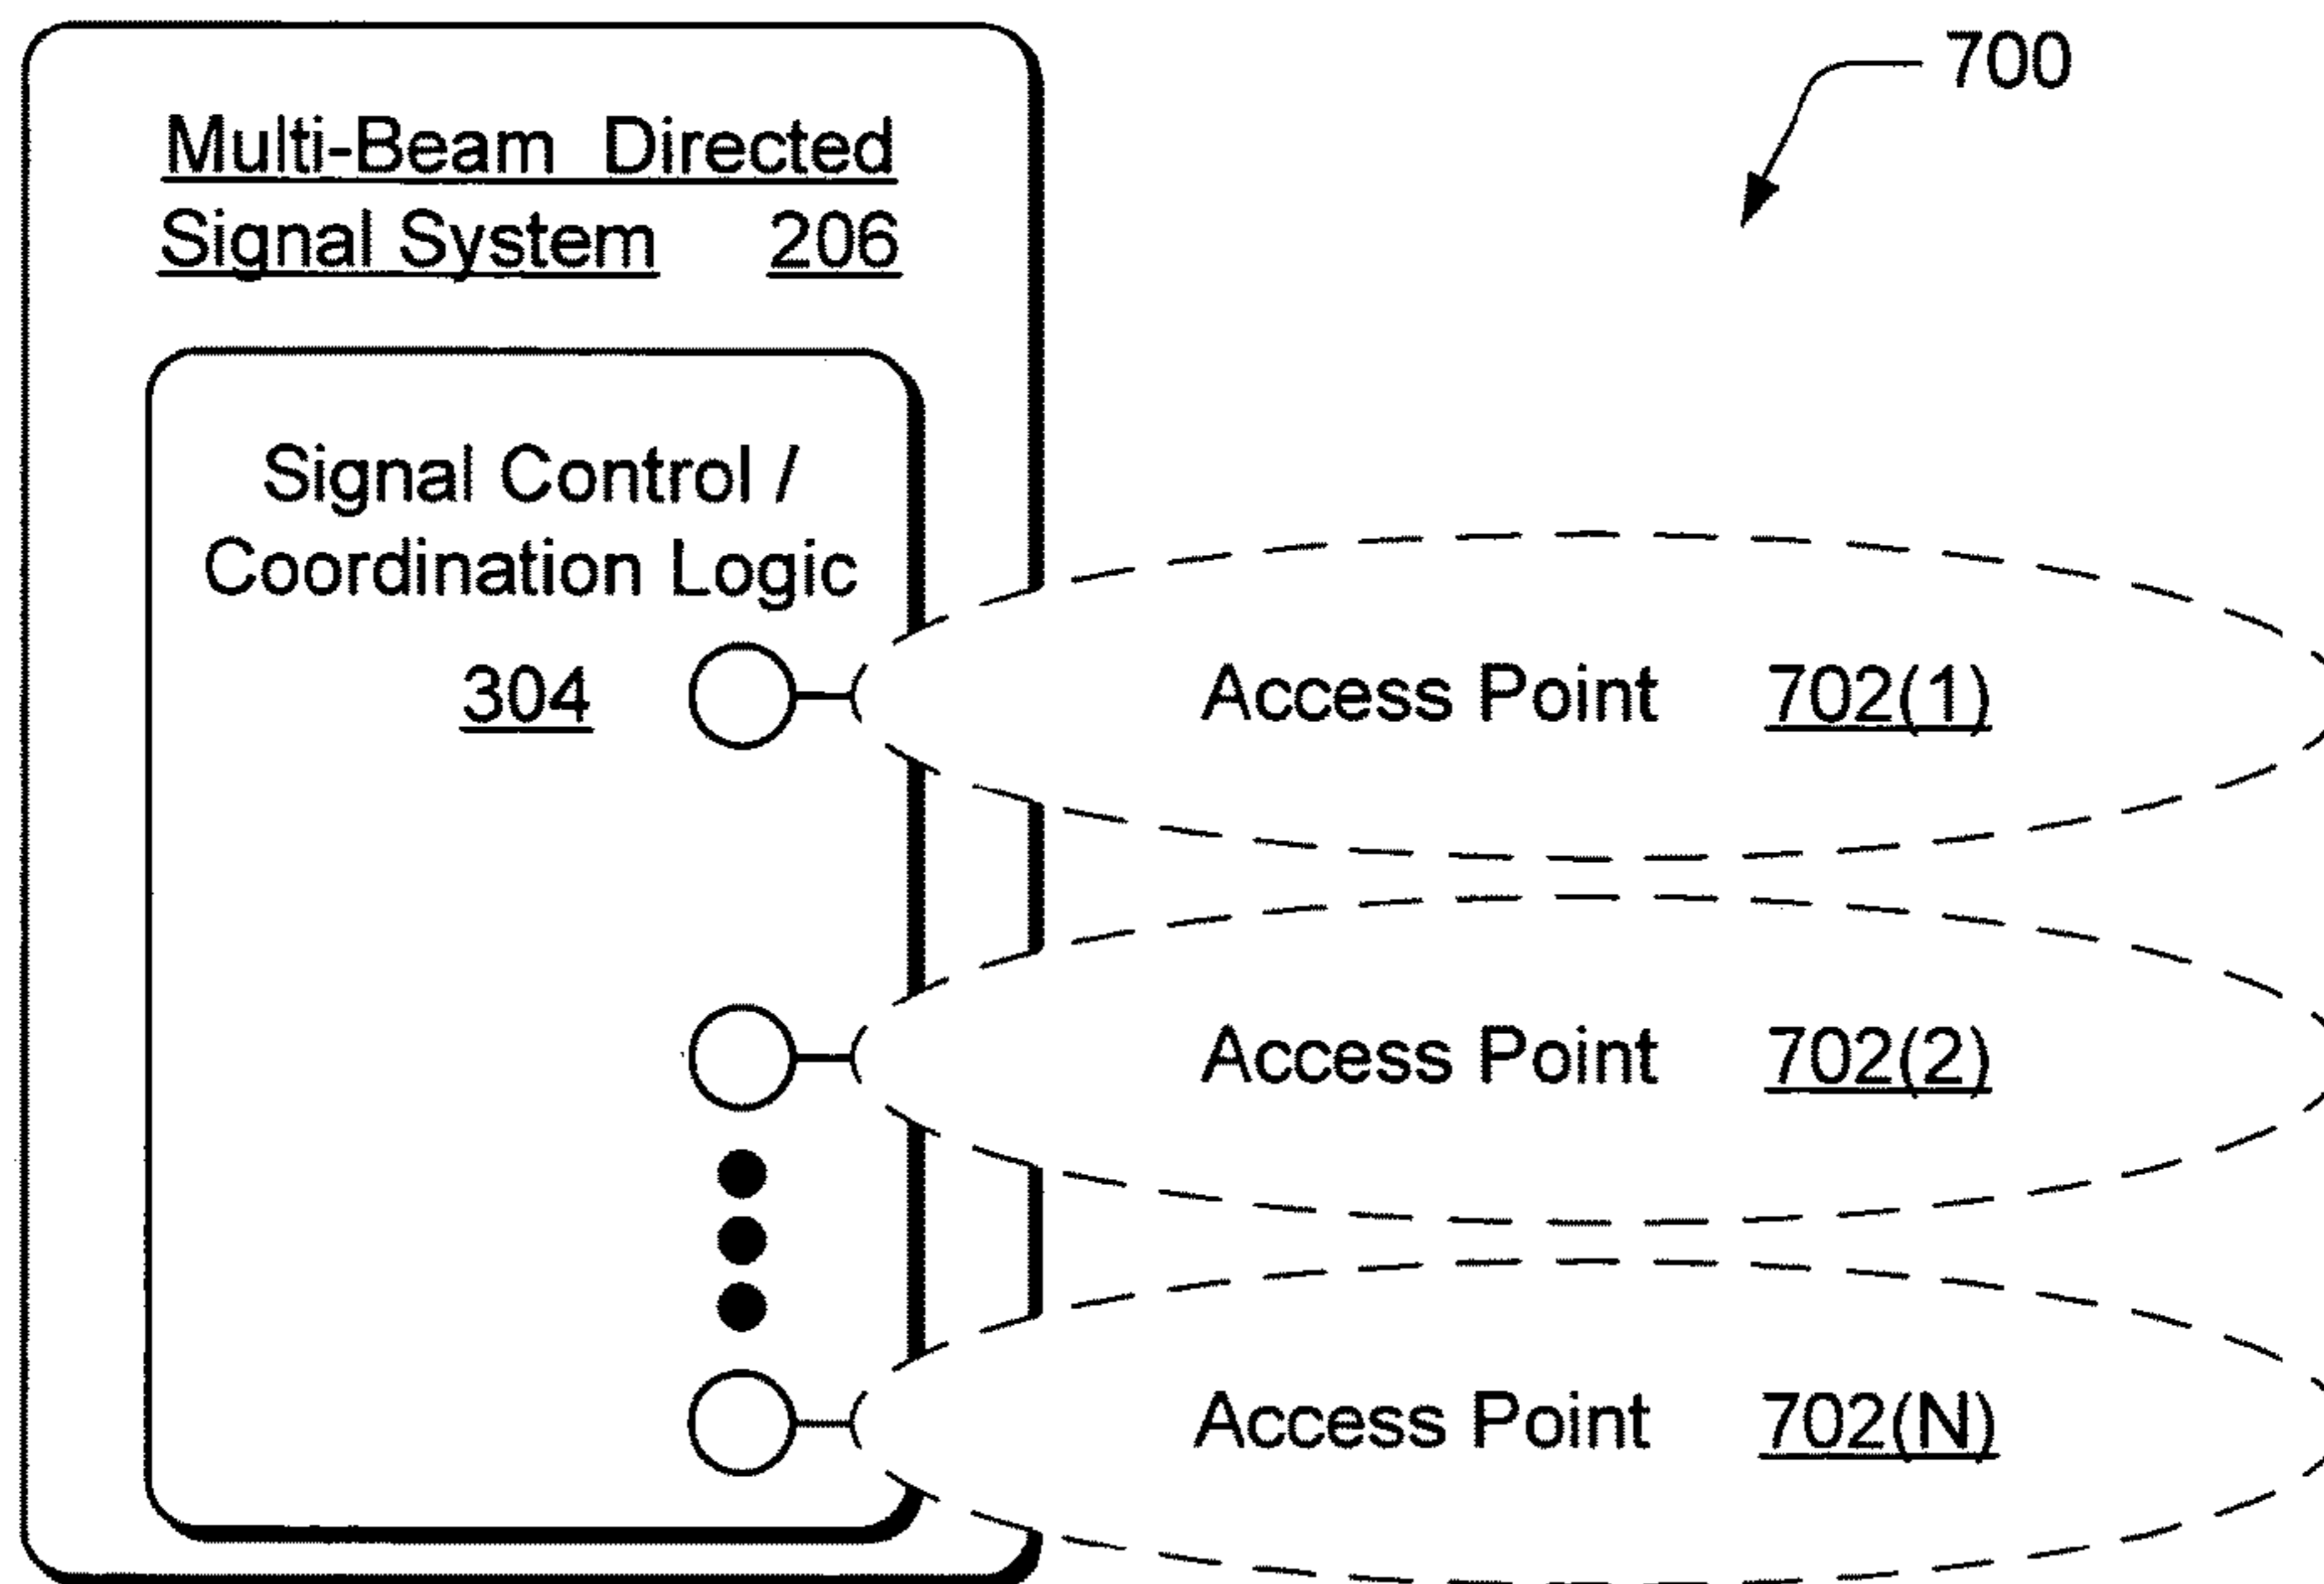 700
Multi-Beam Directed
Signal System 206
Signal Control /
Coordination Logic
304
Access Point 702(1)
Access Point 702(2)
Access Point 702(N)